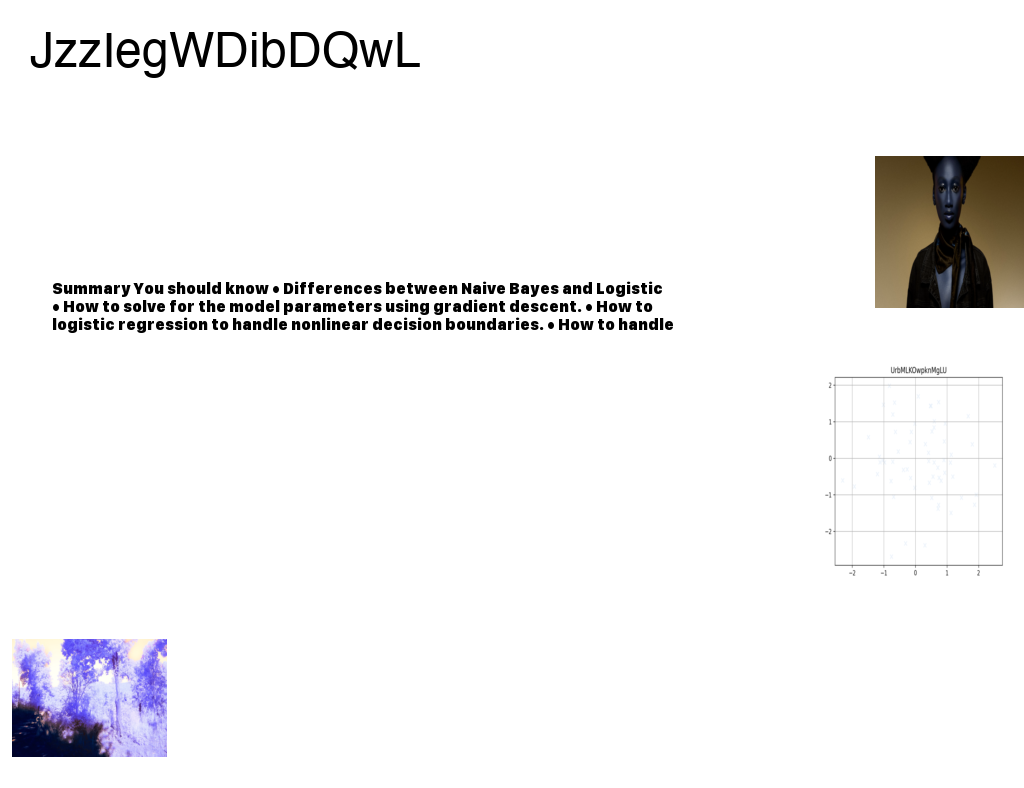 JzzIegWDibDQwL
Summary You should know • Differences between Naive Bayes and Logistic
• How to solve for the model parameters using gradient descent. • How to
logistic regression to handle nonlinear decision boundaries. • How to handle
UrbMLKOwpknMgLU
2
1
0
−1
−2
−2 −1 0 1 2